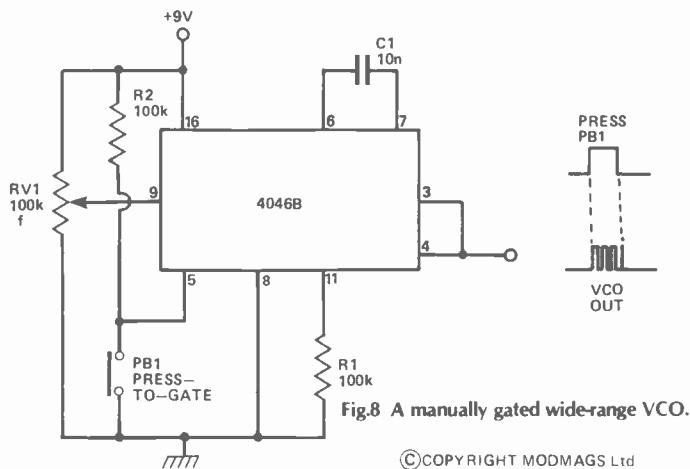 +9V
C1
10n
R2
100k
16
6
7
PRESS
PB1
RV1
100k
f
9
4046B
3
4
5
8
11
VCO
OUT
PB1
PRESS–
TO–GATE
R1
100k
Fig.8 A manually gated wide-range VCO.
©COPYRIGHT MODMAGS Ltd